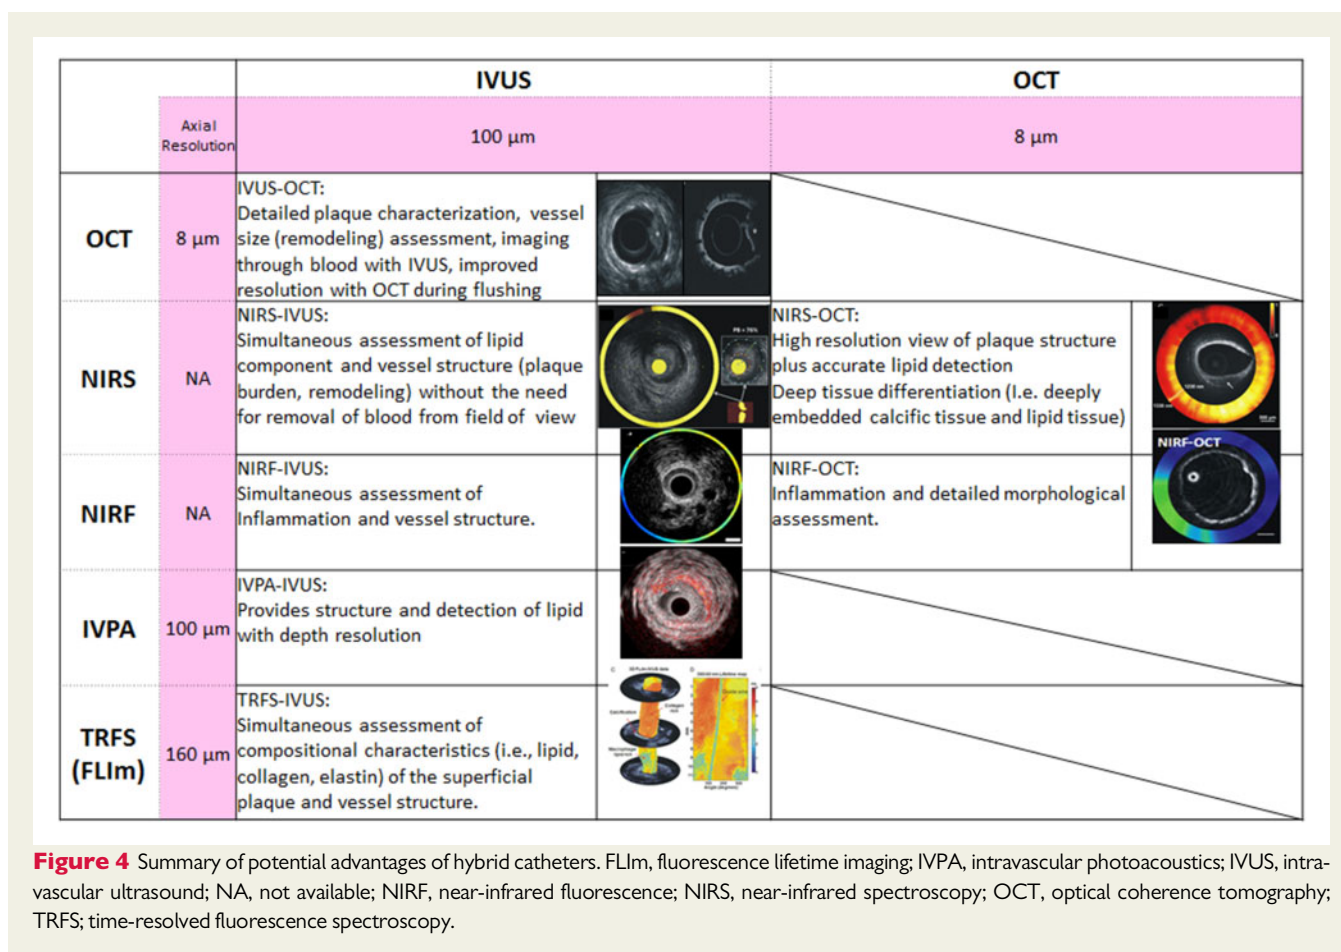 IVUS
OCT
Axial
Resolution
100 µm
8 µm
OCT
8 µm
IVUS-OCT:
Detailed plaque characterization, vessel
size (remodeling) assessment, imaging
through blood with IVUS, improved
resolution with OCT during flushing
NIRS
NA
NIRS-IVUS:
Simultaneous assessment of lipid
component and vessel structure (plaque
burden, remodeling) without the need
for removal of blood from field of view
PB = 76%
NIRS-OCT:
High resolution view of plaque structure
plus accurate lipid detection
Deep tissue differentiation (I.e. deeply
embedded calcific tissue and lipid tissue)
NIRF
NA
NIRF-IVUS:
Simultaneous assessment of
Inflammation and vessel structure.
NIRF-OCT:
Inflammation and detailed morphological
assessment.
NIRF-OCT
IVPA
100 µm
IVPA-IVUS:
Provides structure and detection of lipid
with depth resolution
TRFS
(FLIm)
160 µm
TRFS-IVUS:
Simultaneous assessment of
compositional characteristics (i.e., lipid,
collagen, elastin) of the superficial
plaque and vessel structure.
C
D
Calcification
Angle (degrees)
Figure 4 Summary of potential advantages of hybrid catheters. FLIm, fluorescence lifetime imaging; IVPA, intravascular photoacoustics; IVUS, intra-
vascular ultrasound; NA, not available; NIRF, near-infrared fluorescence; NIRS, near-infrared spectroscopy; OCT, optical coherence tomography;
TRFS; time-resolved fluorescence spectroscopy.